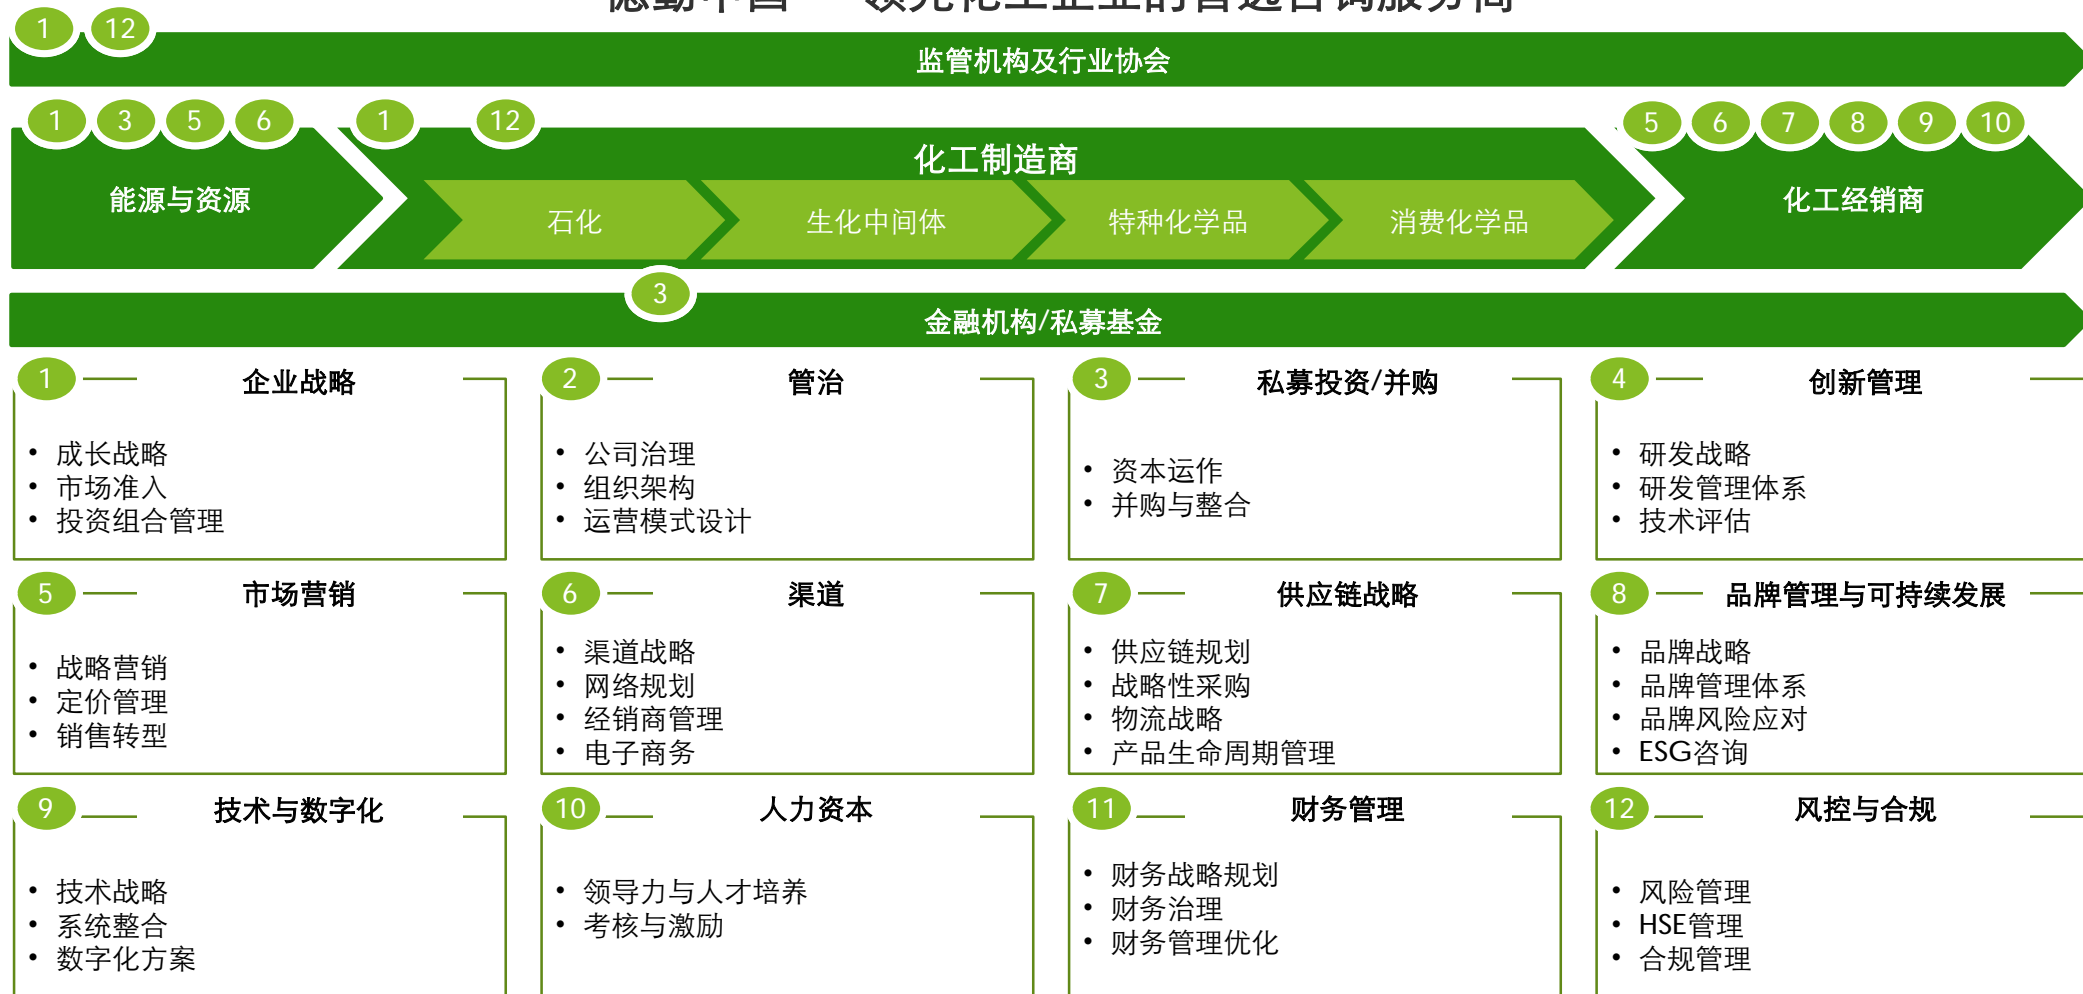 1 12
监管机构及行业协会
1 3 5 6 1 12 5 6 7 8 9 10
化工制造商
能源与资源
石化 生化中间体 特种化学品 消费化学品
化工经销商
3
金融机构/私募基金
1 企业战略
• 成长战略
• 市场准入
• 投资组合管理
2 管治
• 公司治理
• 组织架构
• 运营模式设计
3 私募投资/并购
• 资本运作
• 并购与整合
4 创新管理
• 研发战略
• 研发管理体系
• 技术评估
5 市场营销
• 战略营销
• 定价管理
• 销售转型
6 渠道
• 渠道战略
• 网络规划
• 经销商管理
• 电子商务
7 供应链战略
• 供应链规划
• 战略性采购
• 物流战略
• 产品生命周期管理
8 品牌管理与可持续发展
• 品牌战略
• 品牌管理体系
• 品牌风险应对
• ESG咨询
9 技术与数字化
• 技术战略
• 系统整合
• 数字化方案
10 人力资本
• 领导力与人才培养
• 考核与激励
11 财务管理
• 财务战略规划
• 财务治理
• 财务管理优化
12 风控与合规
• 风险管理
• HSE管理
• 合规管理